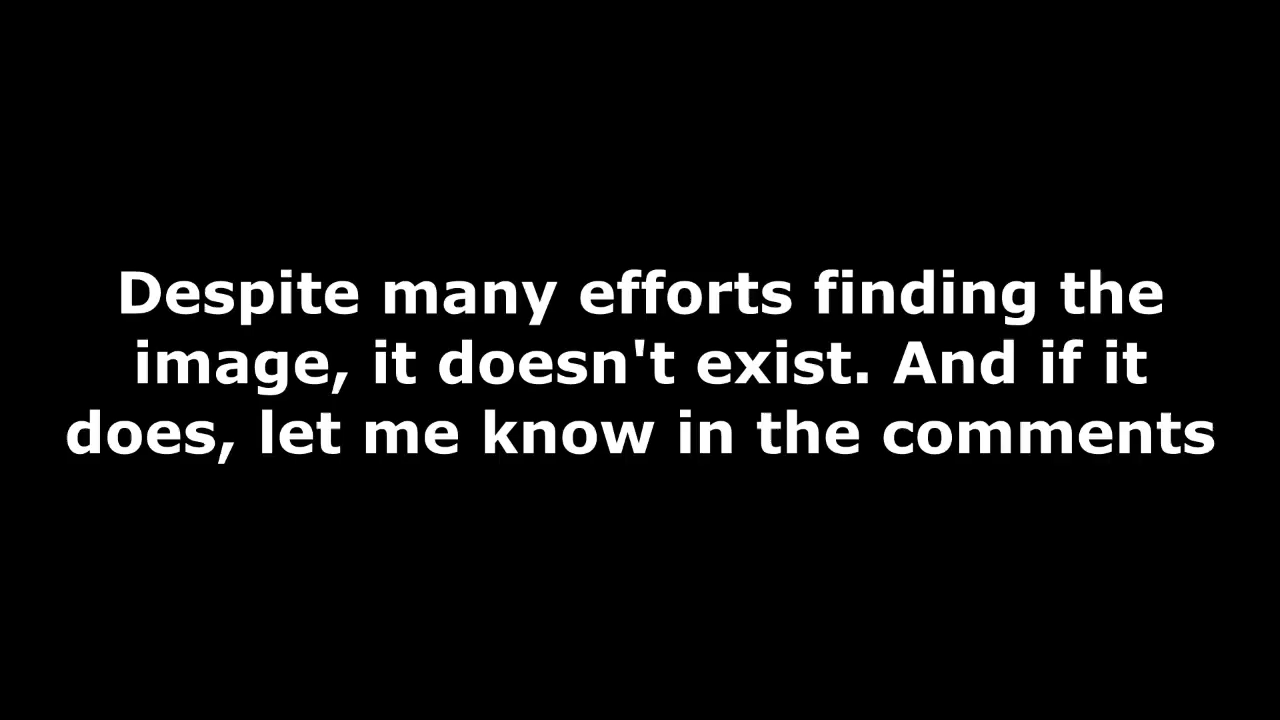 Despite many efforts finding the
image, it doesn't exist. And if it
does, let me know in the comments